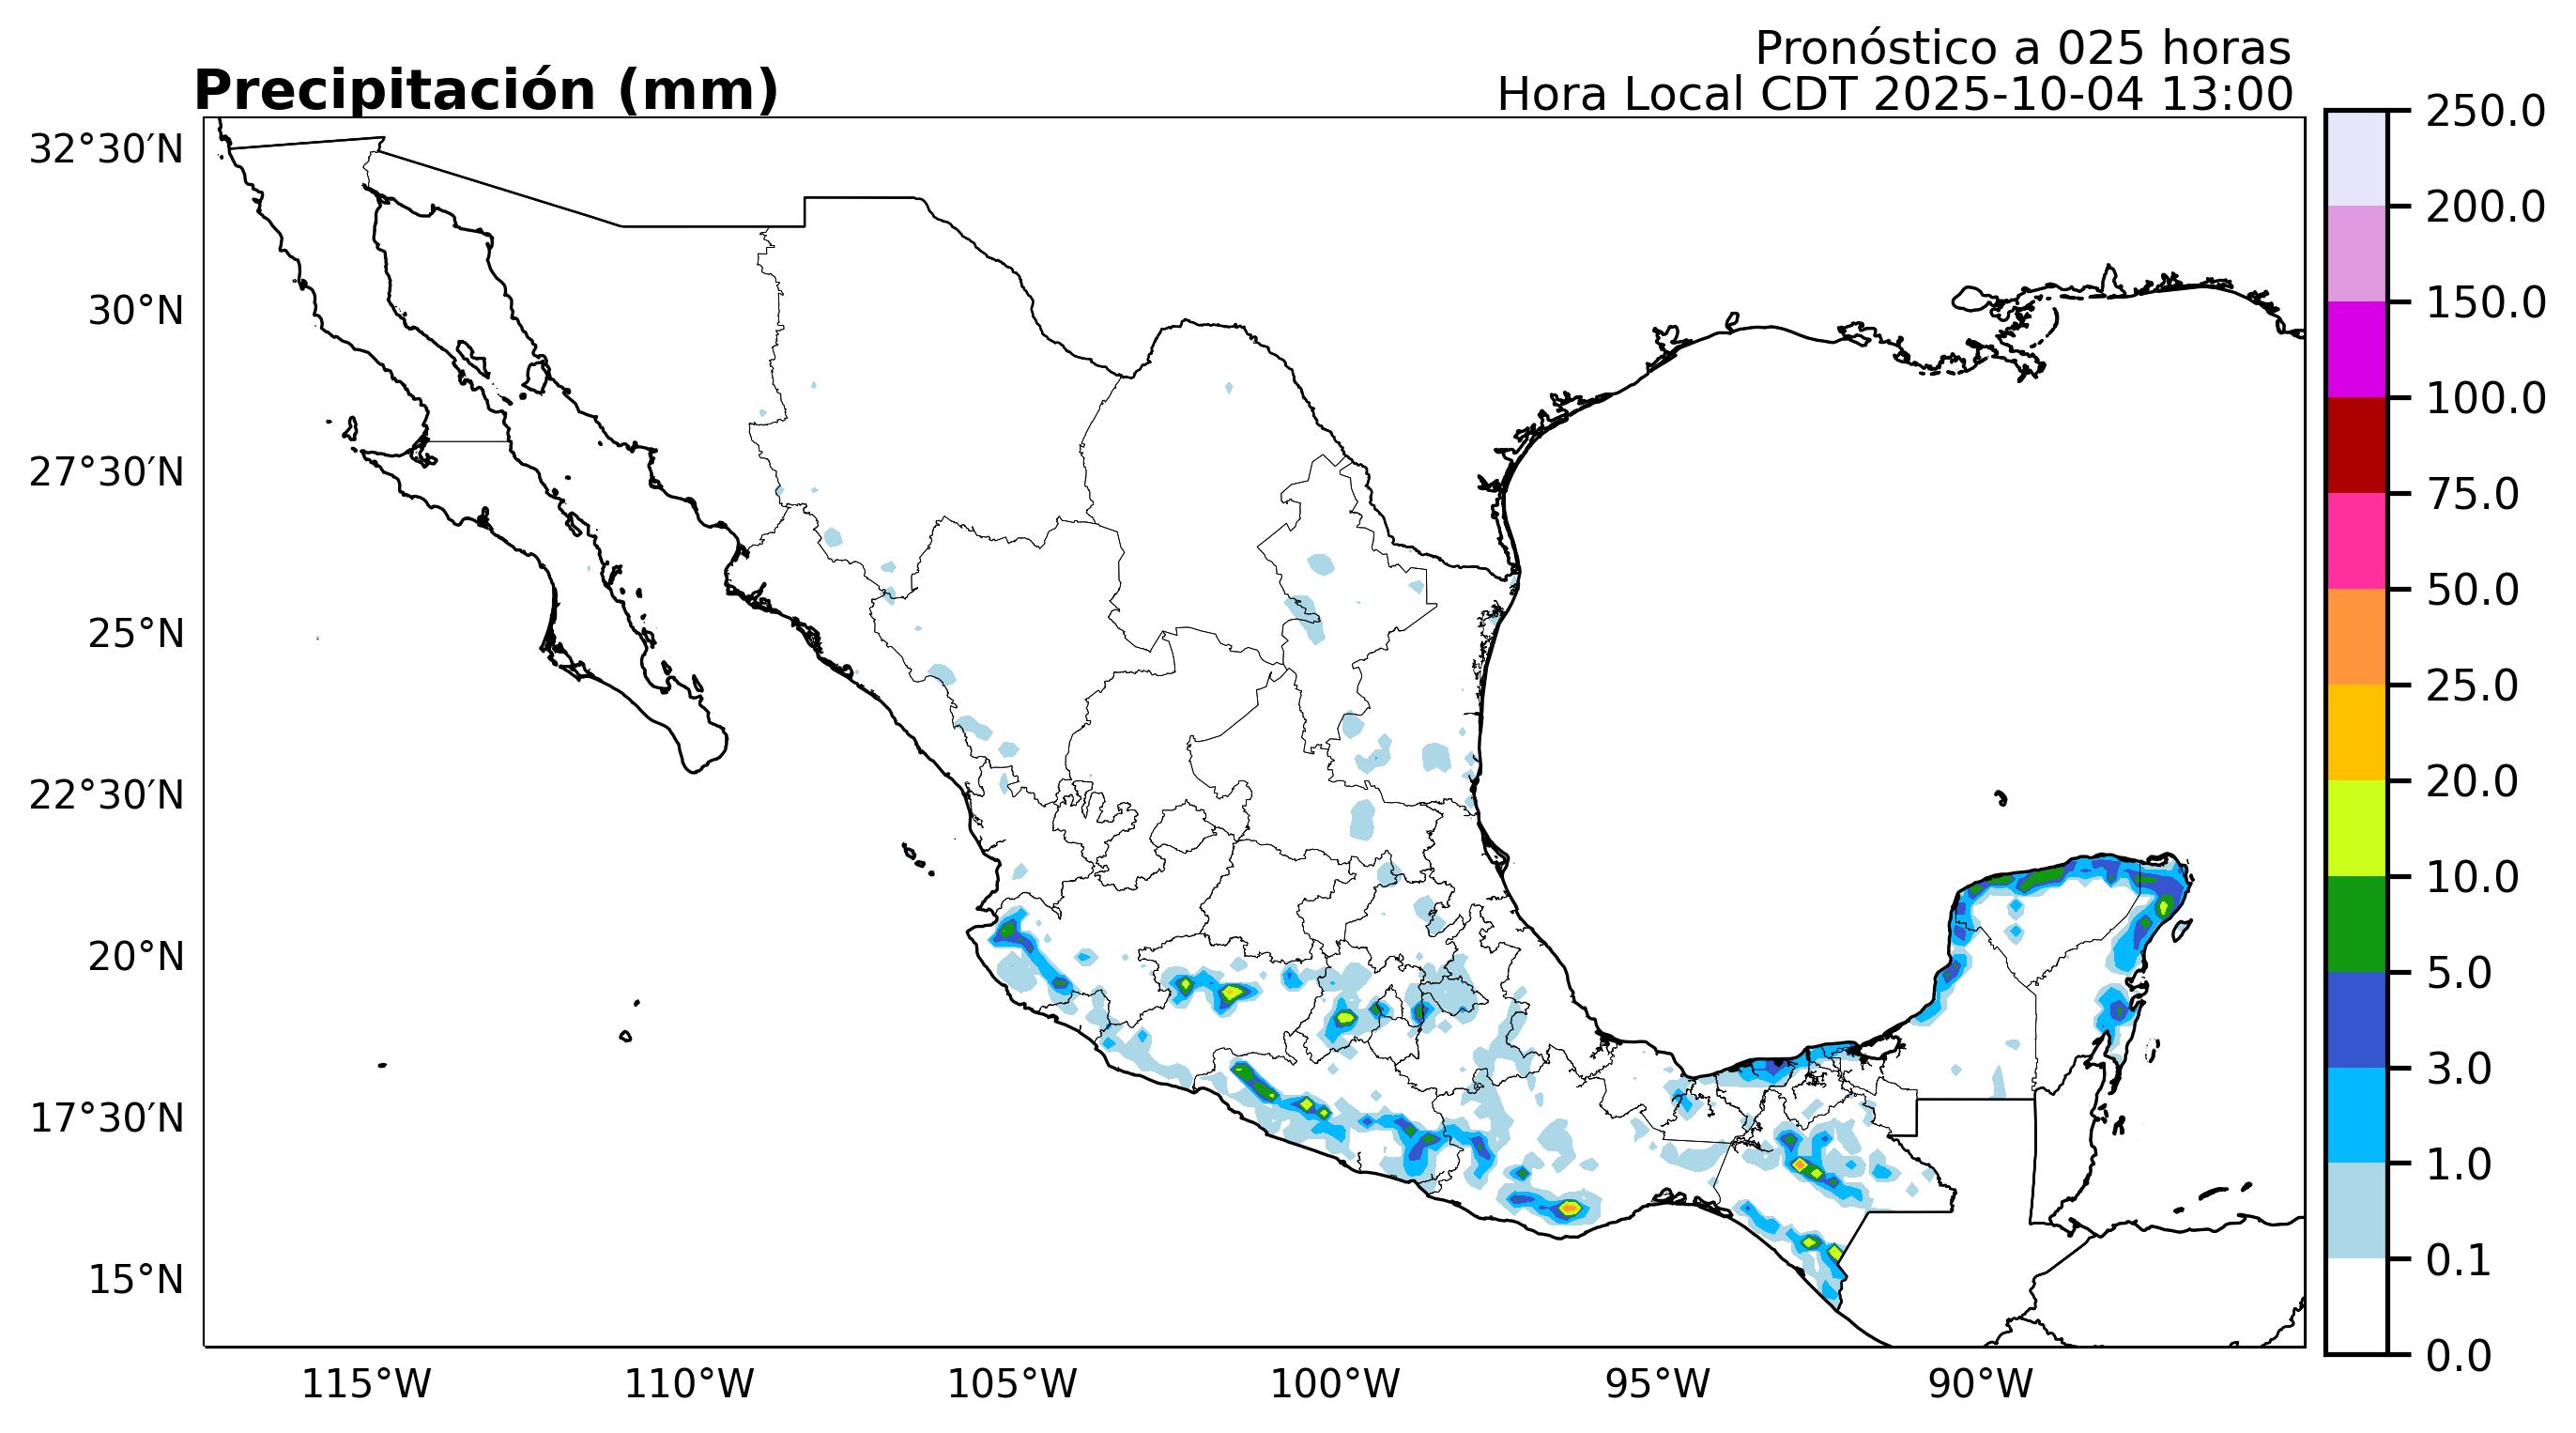 Pronóstico a 025 horas
Precipitación (mm)
Hora Local CDT 2025-10-04 13:00
32°30′N
30°N
27°30′N
25°N
22°30′N
20°N
17°30′N
15°N
115°W
110°W
105°W
100°W
95°W
90°W
250.0
200.0
150.0
100.0
75.0
50.0
25.0
20.0
10.0
5.0
3.0
1.0
0.1
0.0